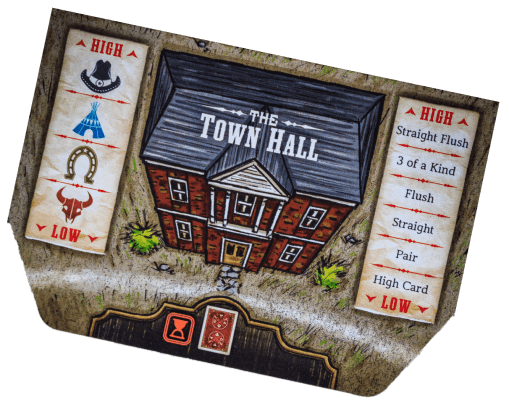 HIGH
LOW
THE
TOWN HALL
HIGH
Straight Flush
3 of a Kind
Flush
Straight
Pair
High Card
LOW